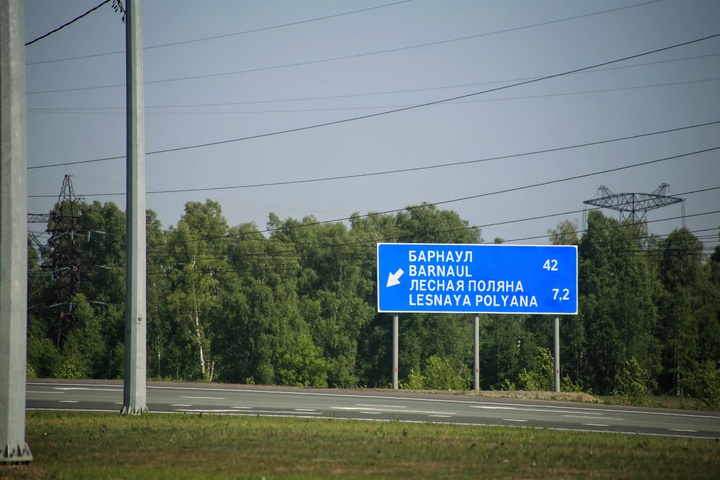 БАРНАУЛ 42
BARNAUL
ЛЕСНАЯ ПОЛЯНА 7,2
LESNAYA POLYANA